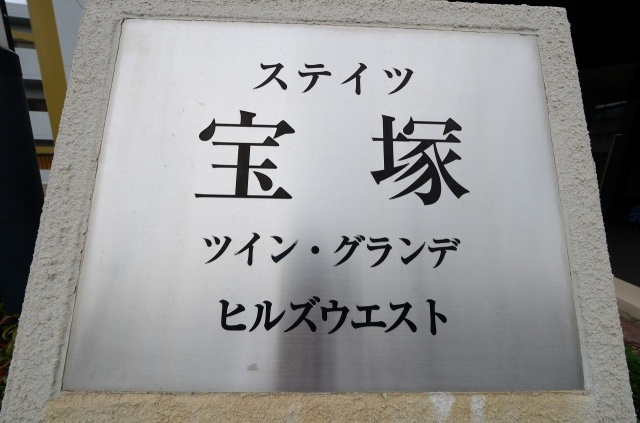 ステイツ
宝塚
ツイン・グランデ
ヒルズウエスト